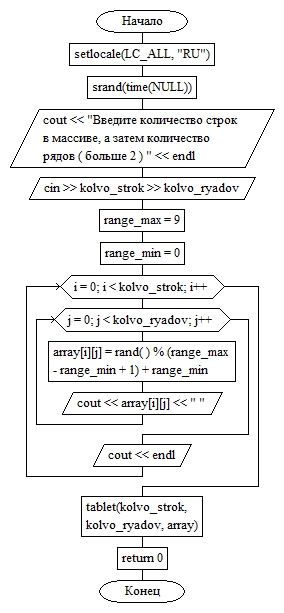 Начало
setlocale(LC_ALL, "RU")
srand(time(NULL))
cout << "Введите количество строк
в массиве, а затем количество
рядов ( больше 2 ) " << endl
cin >> kolvo_strok >> kolvo_ryadov
range_max = 9
range_min = 0
i = 0; i < kolvo_strok; i++
j = 0; j < kolvo_ryadov; j++
array[i][j] = rand( ) % (range_max
- range_min + 1) + range_min
cout << array[i][j] << " "
cout << endl
tablet(kolvo_strok,
kolvo_ryadov, array)
return 0
Конец